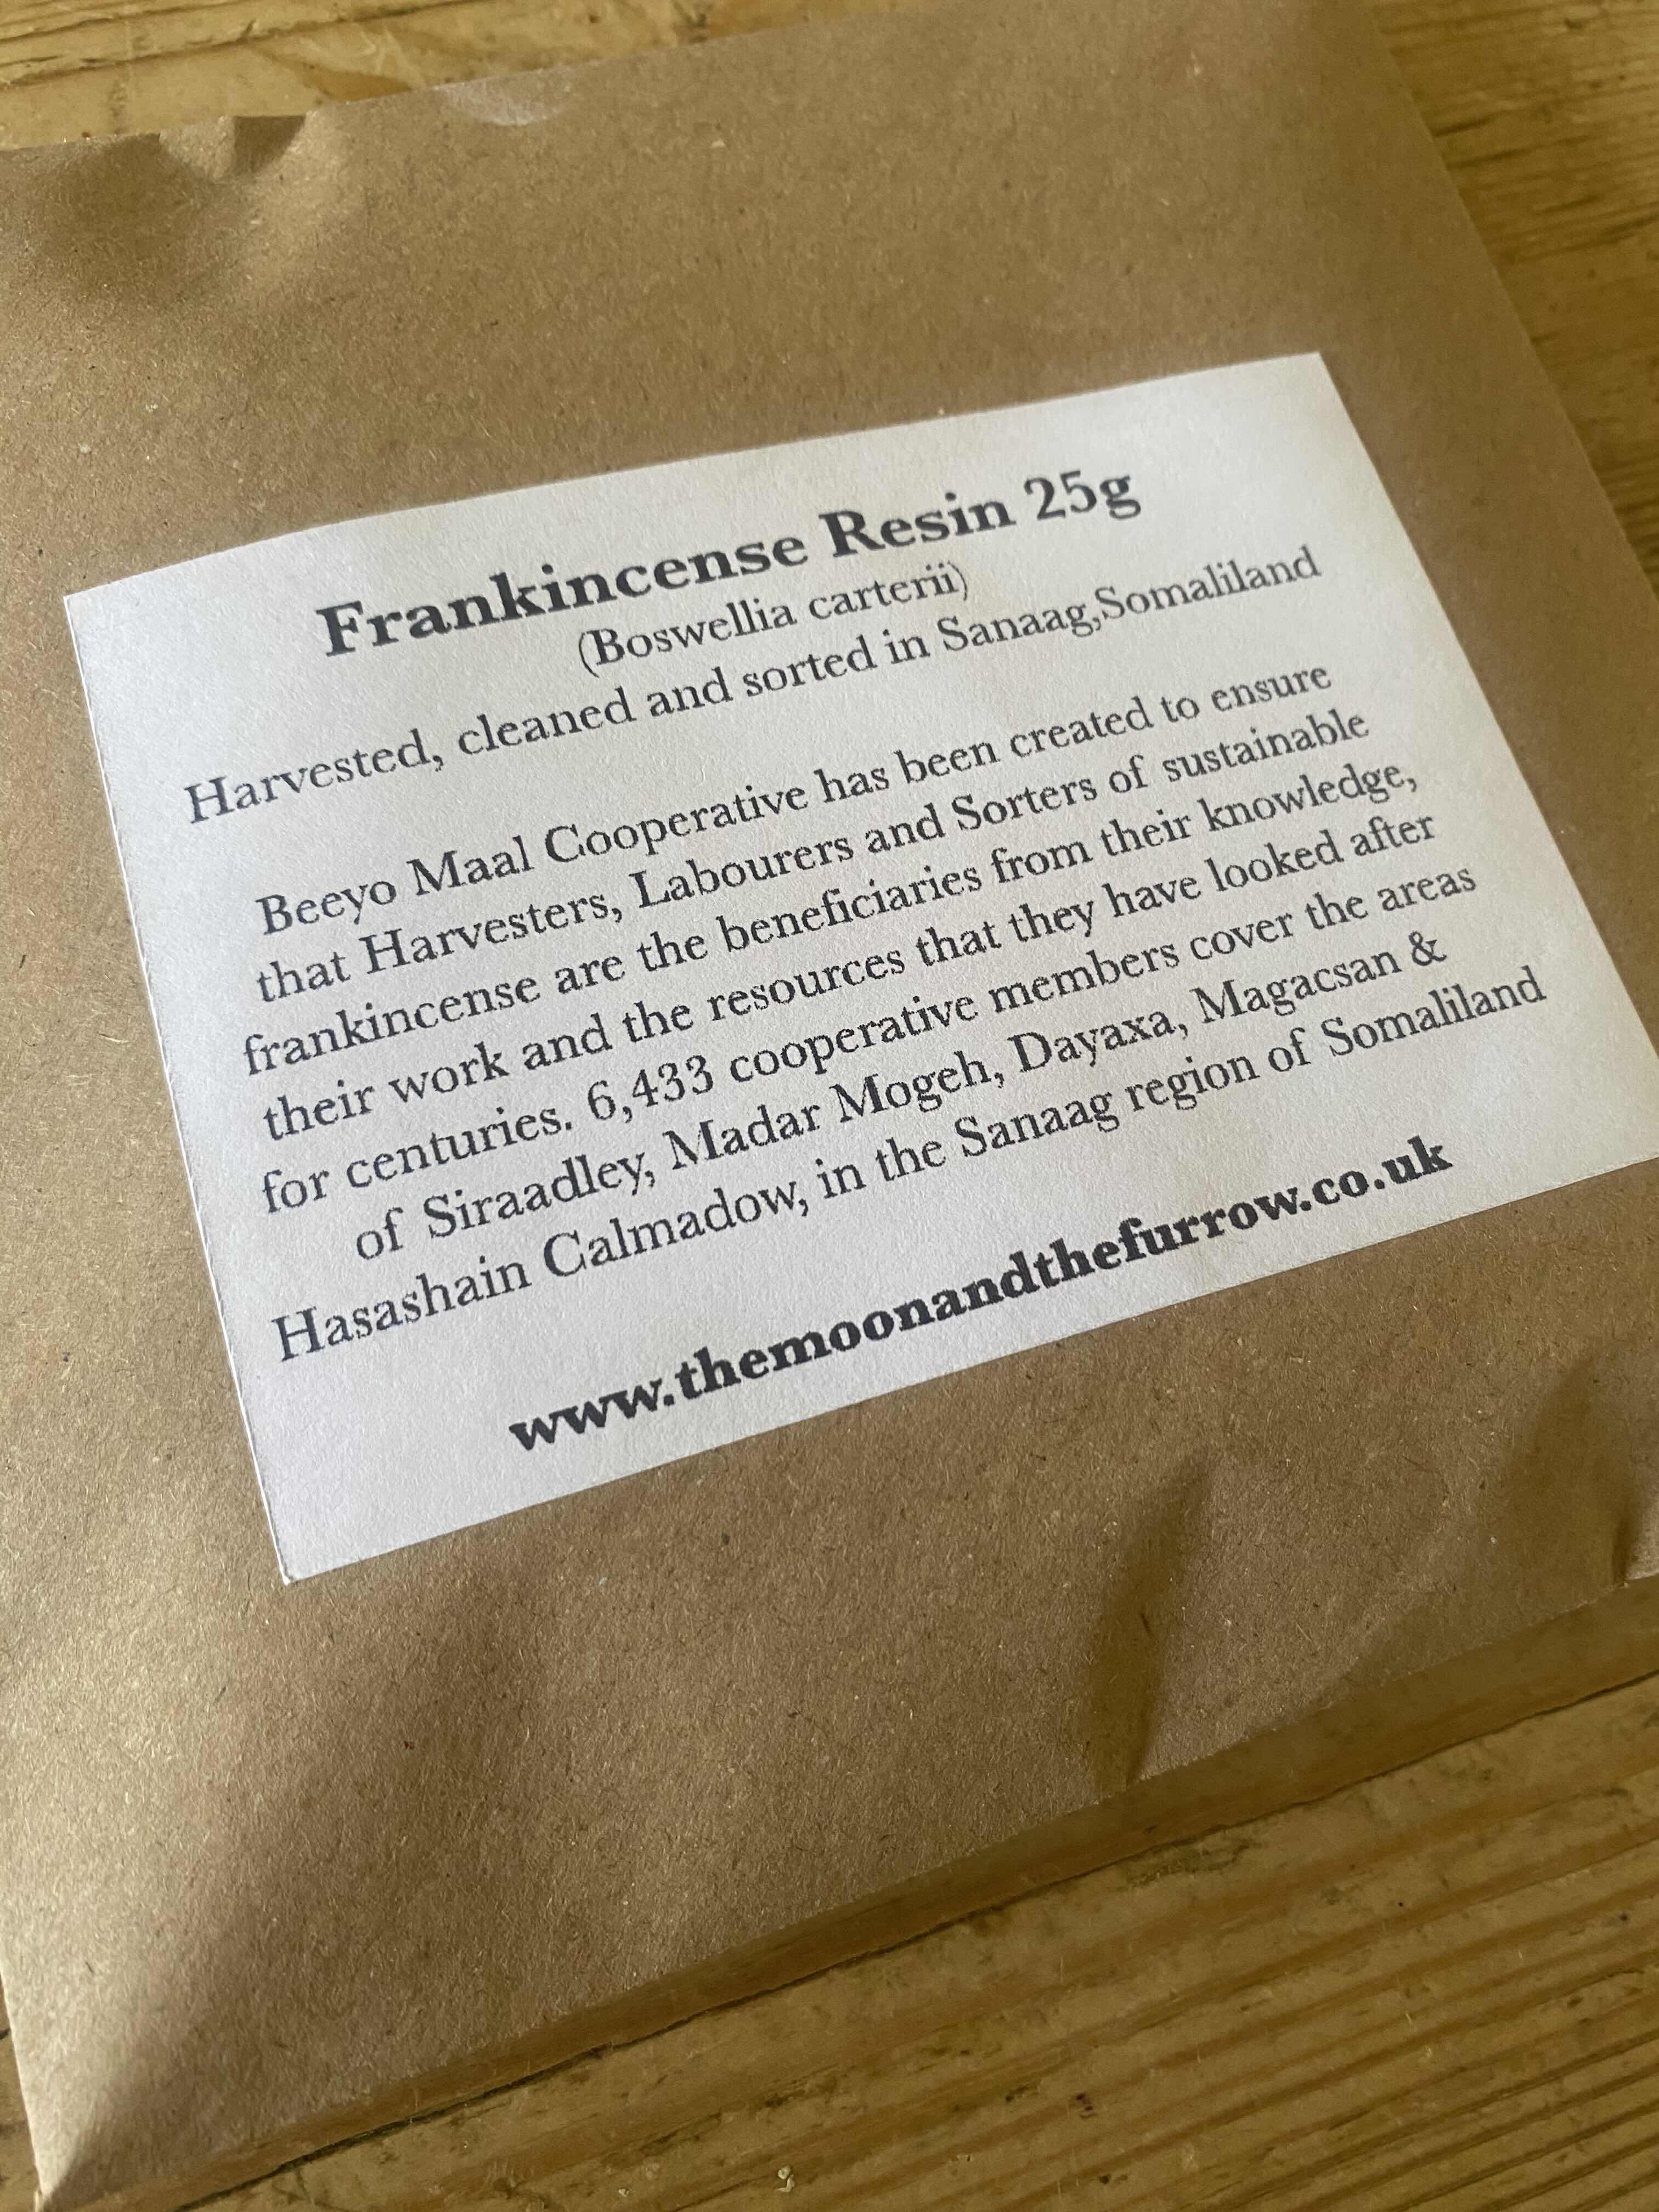 Frankincense Resin 25g
(Boswellia carterii)
Harvested, cleaned and sorted in Sanaag,Somaliland
Beeyo Maal Cooperative has been created to ensure
that Harvesters, Labourers and Sorters of sustainable
frankincense are the beneficiaries from their knowledge,
their work and the resources that they have looked after
for centuries. 6,433 cooperative members cover the areas
of Siraadley, Madar Mogeh, Dayaxa, Magacsan &
Hasashain Calmadow, in the Sanaag region of Somaliland
www.themoonandthefurrow.co.uk